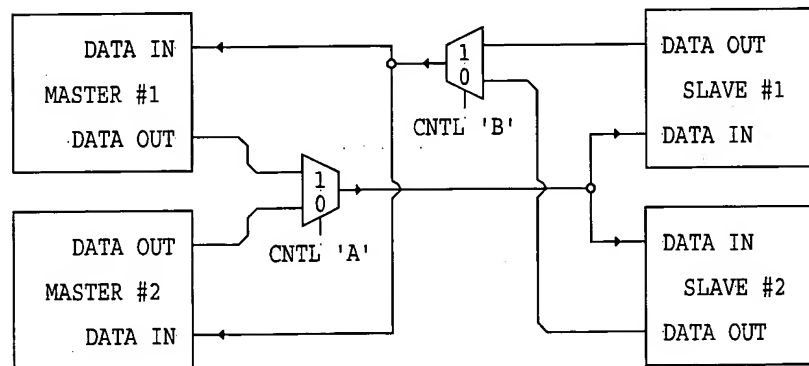 DATA IN
MASTER #1
DATA OUT
DATA OUT
MASTER #2
DATA IN
1
0
CNTL 'A'
1
0
CNTL 'B'
DATA OUT
SLAVE #1
DATA IN
DATA IN
SLAVE #2
DATA OUT